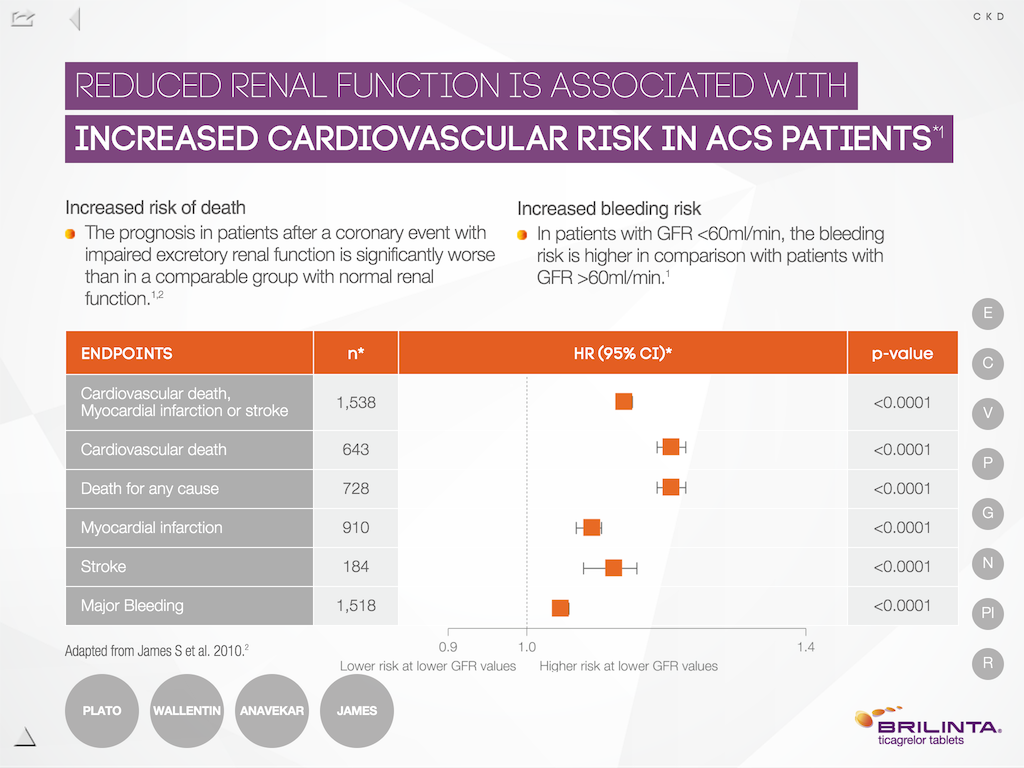 C K D
REDUCED RENAL FUNCTION IS ASSOCIATED WITH
INCREASED CARDIOVASCULAR RISK IN ACS PATIENTS*1
Increased risk of death
The prognosis in patients after a coronary event with
impaired excretory renal function is significantly worse
than in a comparable group with normal renal
function.1,2
Increased bleeding risk
In patients with GFR <60ml/min, the bleeding
risk is higher in comparison with patients with
GFR >60ml/min.1
ENDPOINTS n* HR (95% CI)* p-value
Cardiovascular death,
Myocardial infarction or stroke 1,538 <0.0001
Cardiovascular death 643 <0.0001
Death for any cause 728 <0.0001
Myocardial infarction 910 <0.0001
Stroke 184 <0.0001
Major Bleeding 1,518 <0.0001
0.9 1.0 1.4
Lower risk at lower GFR values Higher risk at lower GFR values
Adapted from James S et al. 2010.2
PLATO WALLENTIN ANAVEKAR JAMES
E
C
V
P
G
N
PI
R
BRILINTA®
ticagrelor tablets